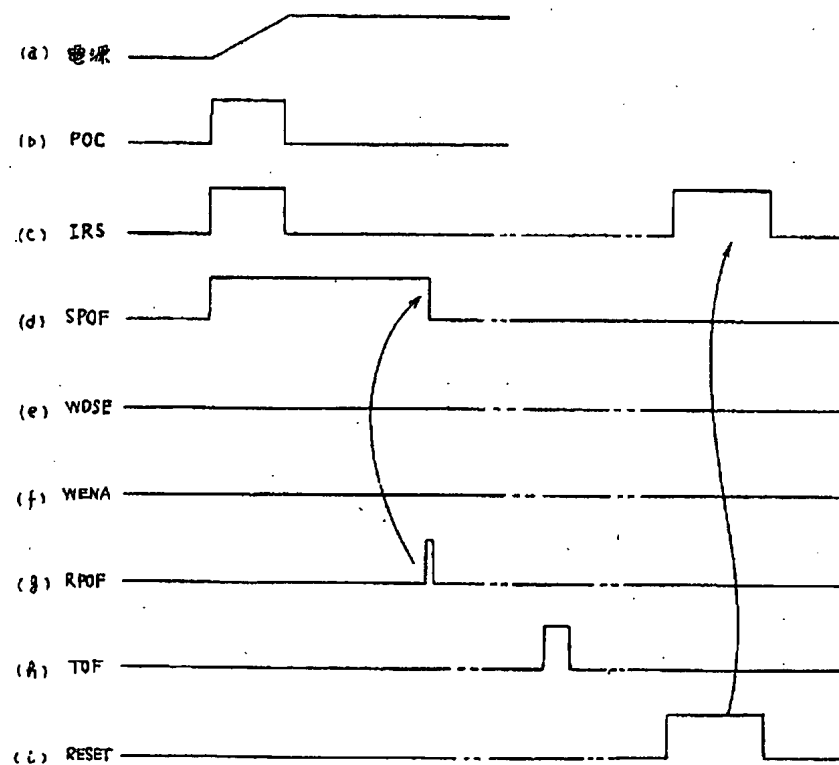 (a) 電源
(b) POC
(c) IRS
(d) SPOF
(e) WDSE
(f) WENA
(g) RPOF
(h) TOF
(i) RESET